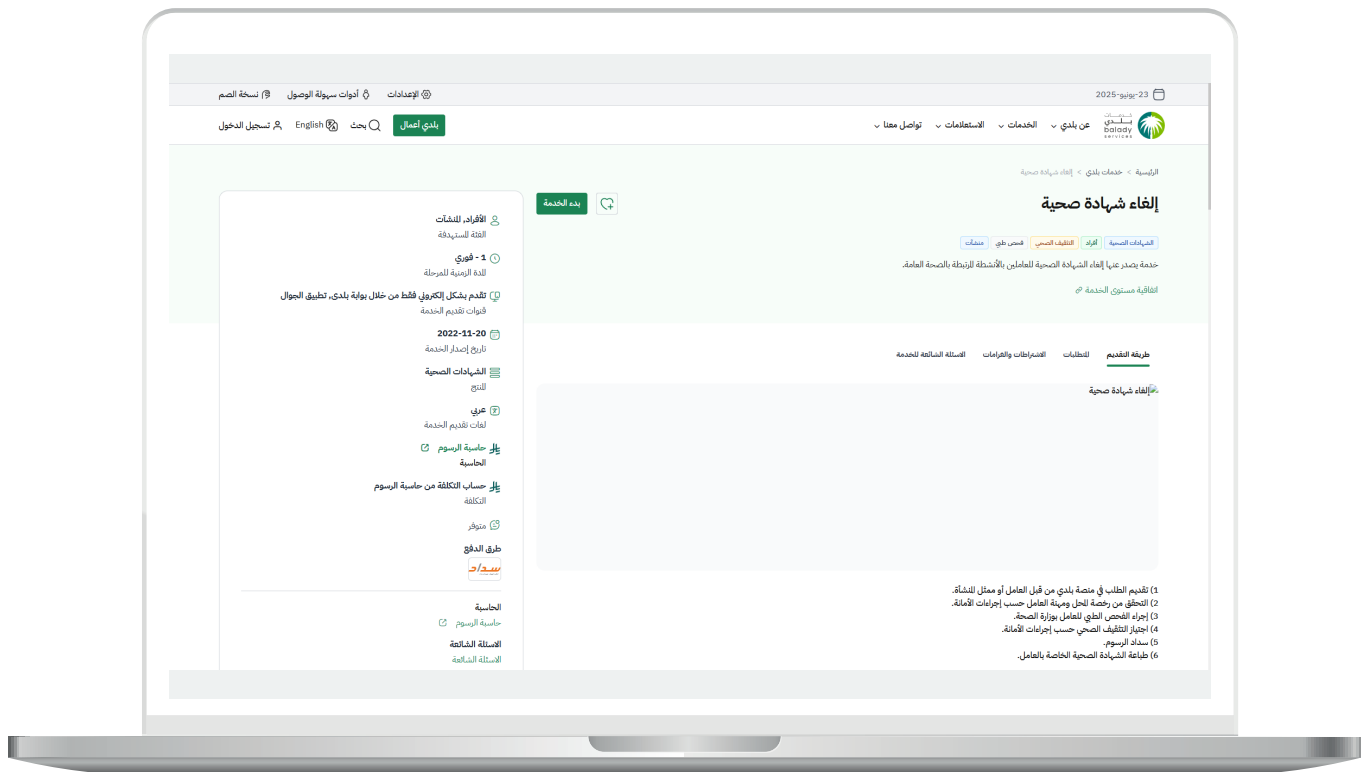 23-يونيو-2025
الإعدادات
أدوات سهولة الوصول
نسخة الصم
خدمات
بلدي
balady
services
عن بلدي
الخدمات
الاستعلامات
تواصل معنا
بلدي أعمال
بحث
English
تسجيل الدخول
الرئيسية > خدمات بلدي > إلغاء شهادة صحية
إلغاء شهادة صحية
بدء الخدمة
الشهادات الصحية
أفراد
التثقيف الصحي
فحص طبي
منشآت
خدمة يصدر عنها إلغاء الشهادة الصحية للعاملين بالأنشطة المرتبطة بالصحة العامة.
اتفاقية مستوى الخدمة
طريقة التقديم
المتطلبات
الاشتراطات والغرامات
الاسئلة الشائعة للخدمة
إلغاء شهادة صحية
1) تقديم الطلب في منصة بلدي من قبل العامل أو ممثل المنشأة.
2) التحقق من رخصة المحل ومهنة العامل حسب إجراءات الأمانة.
3) إجراء الفحص الطبي للعامل بوزارة الصحة.
4) اجتياز التثقيف الصحي حسب إجراءات الأمانة.
5) سداد الرسوم.
6) طباعة الشهادة الصحية الخاصة بالعامل.
الأفراد, المنشآت
الفئة المستهدفة
1 - فوري
المدة الزمنية للمرحلة
تقدم بشكل إلكتروني فقط من خلال بوابة بلدي, تطبيق الجوال
قنوات تقديم الخدمة
2022-11-20
تاريخ إصدار الخدمة
الشهادات الصحية
المنتج
عربي
لغات تقديم الخدمة
حاسبة الرسوم
الحاسبة
حساب التكلفة من حاسبة الرسوم
التكلفة
متوفر
طرق الدفع
سداد
الحاسبة
حاسبة الرسوم
الاسئلة الشائعة
الاسئلة الشائعة